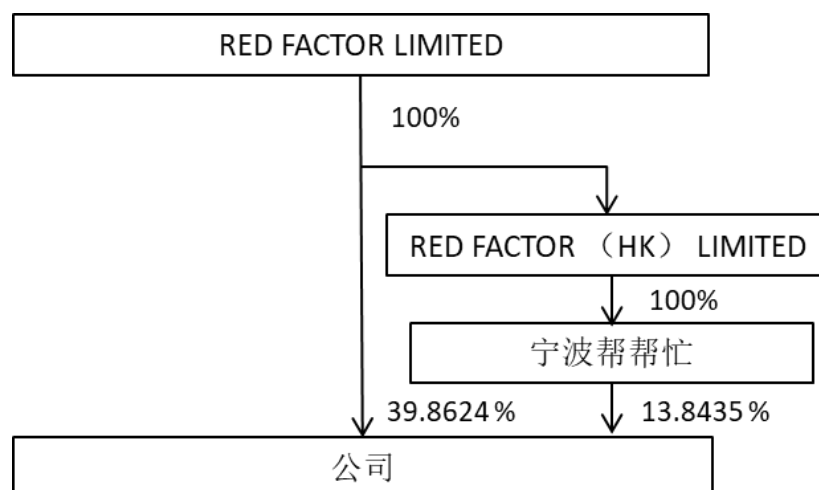 RED FACTOR LIMITED
100%
RED FACTOR （HK） LIMITED
100%
宁波帮帮忙
39.8624%
13.8435%
公司